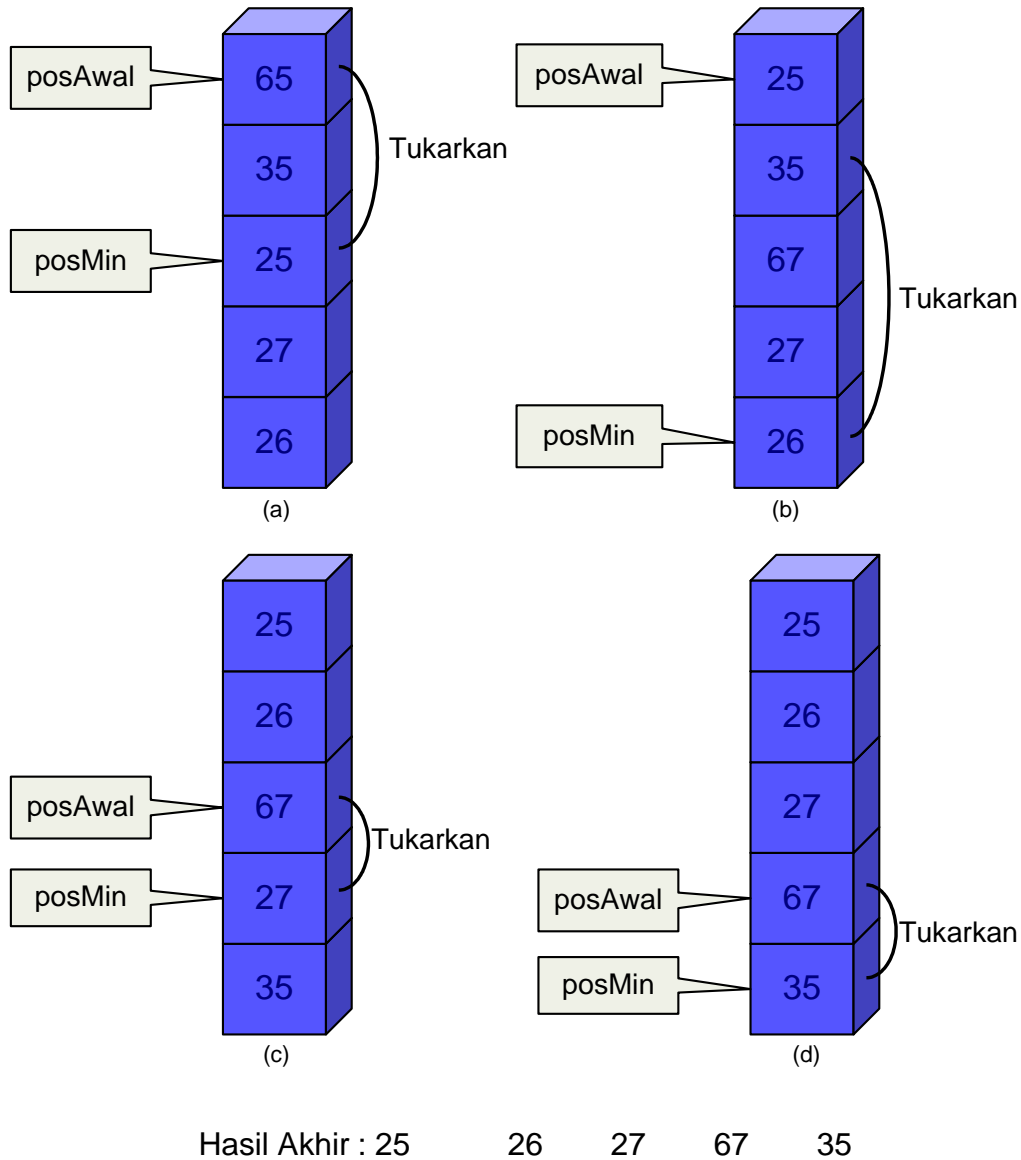 posAwal
65
35
posMin
25
27
26
Tukarkan
(a)
posAwal
25
35
67
27
posMin
26
Tukarkan
(b)
25
26
posAwal
67
posMin
27
35
Tukarkan
(c)
25
26
27
posAwal
67
posMin
35
Tukarkan
(d)
Hasil Akhir : 25 26 27 67 35